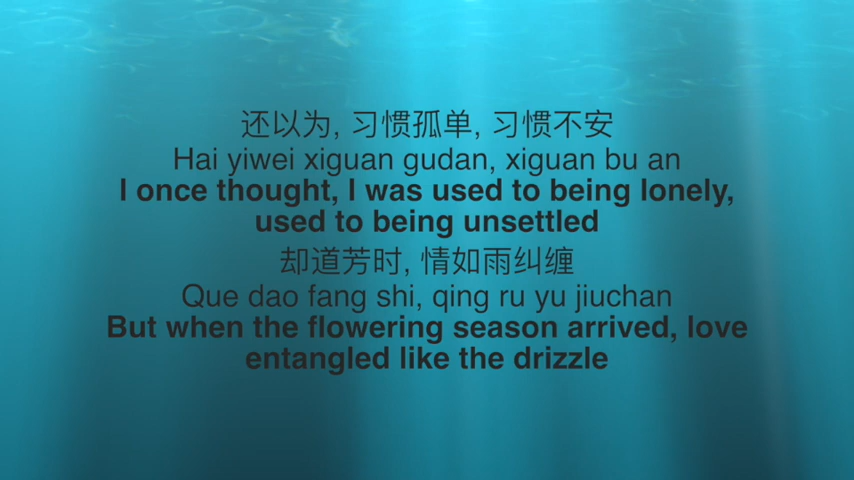 还以为, 习惯孤单, 习惯不安
Hai yiwei xiguan gudan, xiguan bu an
I once thought, I was used to being lonely,
used to being unsettled
却道芳时, 情如雨纠缠
Que dao fang shi, qing ru yu jiuchan
But when the flowering season arrived, love
entangled like the drizzle